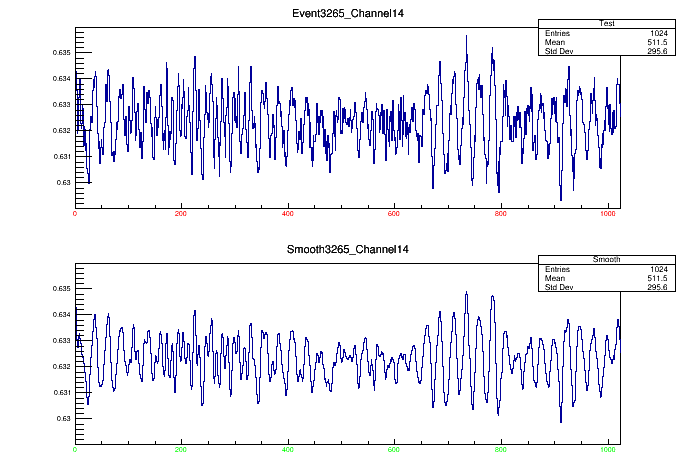 Event3265_Channel14
Test
Entries 1024
Mean 511.5
Std Dev 295.6
0.635
0.634
0.633
0.632
0.631
0.63
0 200 400 600 800 1000
Smooth3265_Channel14
Smooth
Entries 1024
Mean 511.5
Std Dev 295.6
0.635
0.634
0.633
0.632
0.631
0.63
0 200 400 600 800 1000